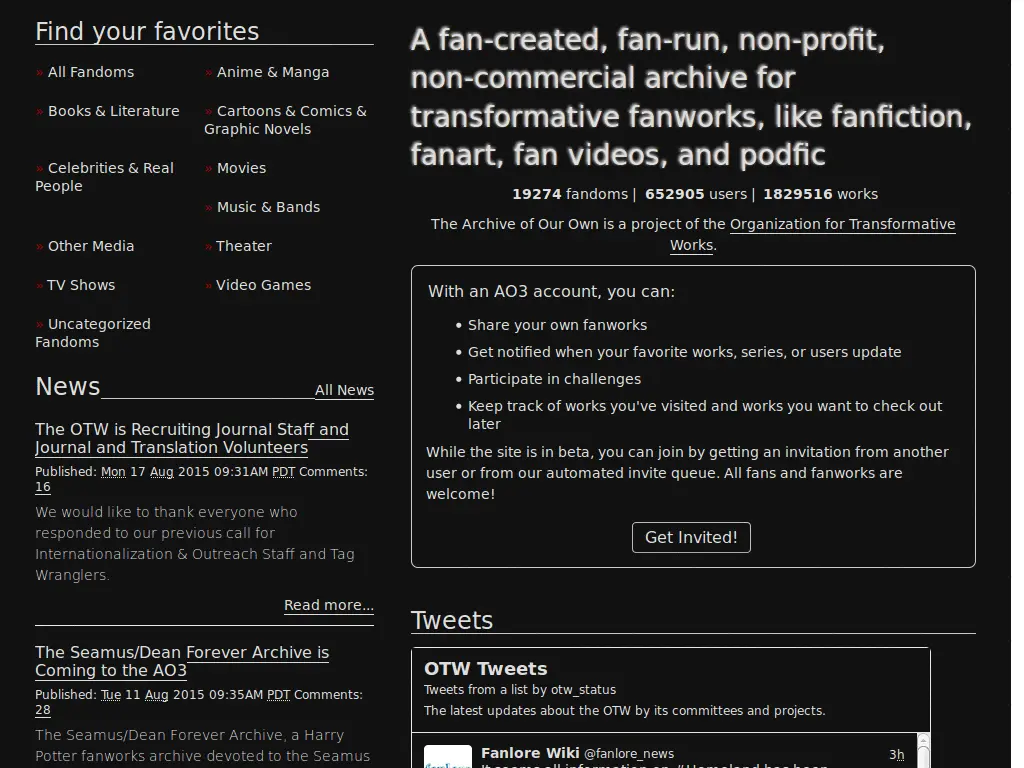 Find your favorites
» All Fandoms
» Anime & Manga
» Books & Literature
» Cartoons & Comics &
Graphic Novels
» Celebrities & Real
People
» Movies
» Music & Bands
» Other Media
» Theater
» TV Shows
» Video Games
» Uncategorized
Fandoms
News
All News
The OTW is Recruiting Journal Staff and
Journal and Translation Volunteers
Published: Mon 17 Aug 2015 09:31AM PDT Comments:
16
We would like to thank everyone who
responded to our previous call for
Internationalization & Outreach Staff and Tag
Wranglers.
Read more...
The Seamus/Dean Forever Archive is
Coming to the AO3
Published: Tue 11 Aug 2015 09:35AM PDT Comments:
28
The Seamus/Dean Forever Archive, a Harry
Potter fanworks archive devoted to the Seamus
A fan-created, fan-run, non-profit,
non-commercial archive for
transformative fanworks, like fanfiction,
fanart, fan videos, and podfic
19274 fandoms | 652905 users | 1829516 works
The Archive of Our Own is a project of the Organization for Transformative
Works.
With an AO3 account, you can:
• Share your own fanworks
• Get notified when your favorite works, series, or users update
• Participate in challenges
• Keep track of works you've visited and works you want to check out
later
While the site is in beta, you can join by getting an invitation from another
user or from our automated invite queue. All fans and fanworks are
welcome!
Get Invited!
Tweets
OTW Tweets
Tweets from a list by otw_status
The latest updates about the OTW by its committees and projects.
Fanlore Wiki @fanlore_news
3h